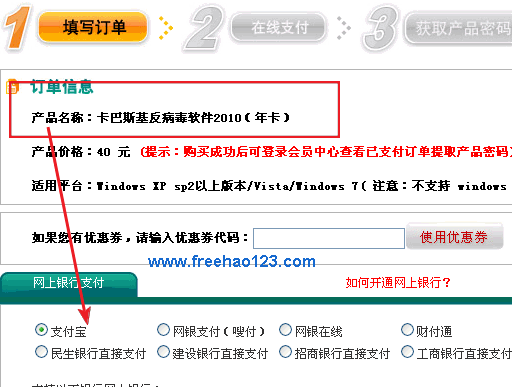 1 填写订单 2 在线支付 3 获取产品密码
订单信息
产品名称：卡巴斯基反病毒软件2010（年卡）
产品价格：40 元 (提示：购买成功后可登录会员中心查看已支付订单提取产品密码)
适用平台：Windows XP sp2以上版本/Vista/Windows 7( 注意：不支持 windows
如果您有优惠券，请输入优惠券代码： 使用优惠券
www.freehao123.com
网上银行支付 如何开通网上银行？
支付宝 网银支付（嗖付） 网银在线 财付通
民生银行直接支付 建设银行直接支付 招商银行直接支付 工商银行直接支付